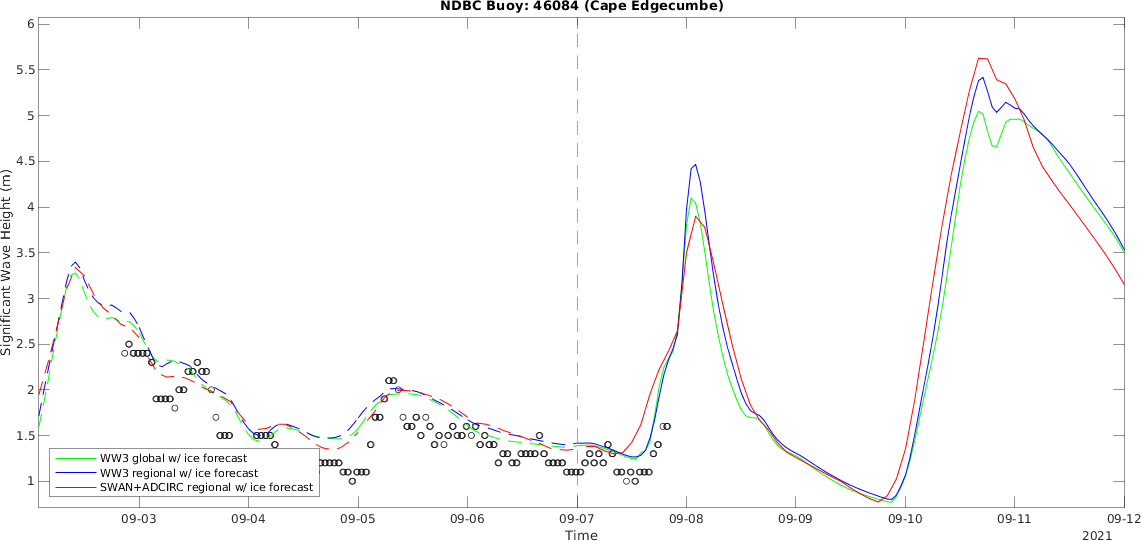 NDBC Buoy: 46084 (Cape Edgecumbe)
6
5.5
5
4.5
4
3.5
3
2.5
2
1.5
1
Significant Wave Height (m)
WW3 global w/ ice forecast
WW3 regional w/ ice forecast
SWAN+ADCIRC regional w/ ice forecast
09-03 09-04 09-05 09-06 09-07 09-08 09-09 09-10 09-11 09-12
Time
2021